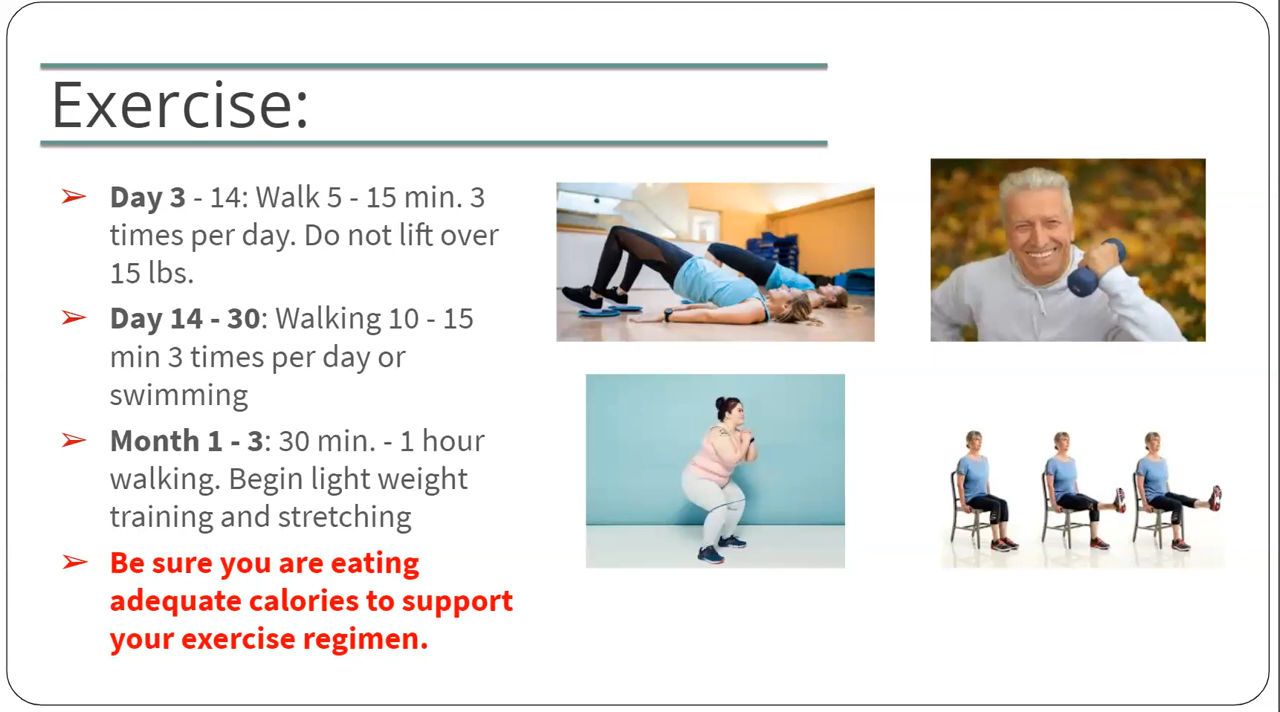 Exercise:
➢ Day 3 - 14: Walk 5 - 15 min. 3
times per day. Do not lift over
15 lbs.
➢ Day 14 - 30: Walking 10 - 15
min 3 times per day or
swimming
➢ Month 1 - 3: 30 min. - 1 hour
walking. Begin light weight
training and stretching
➢ Be sure you are eating
adequate calories to support
your exercise regimen.